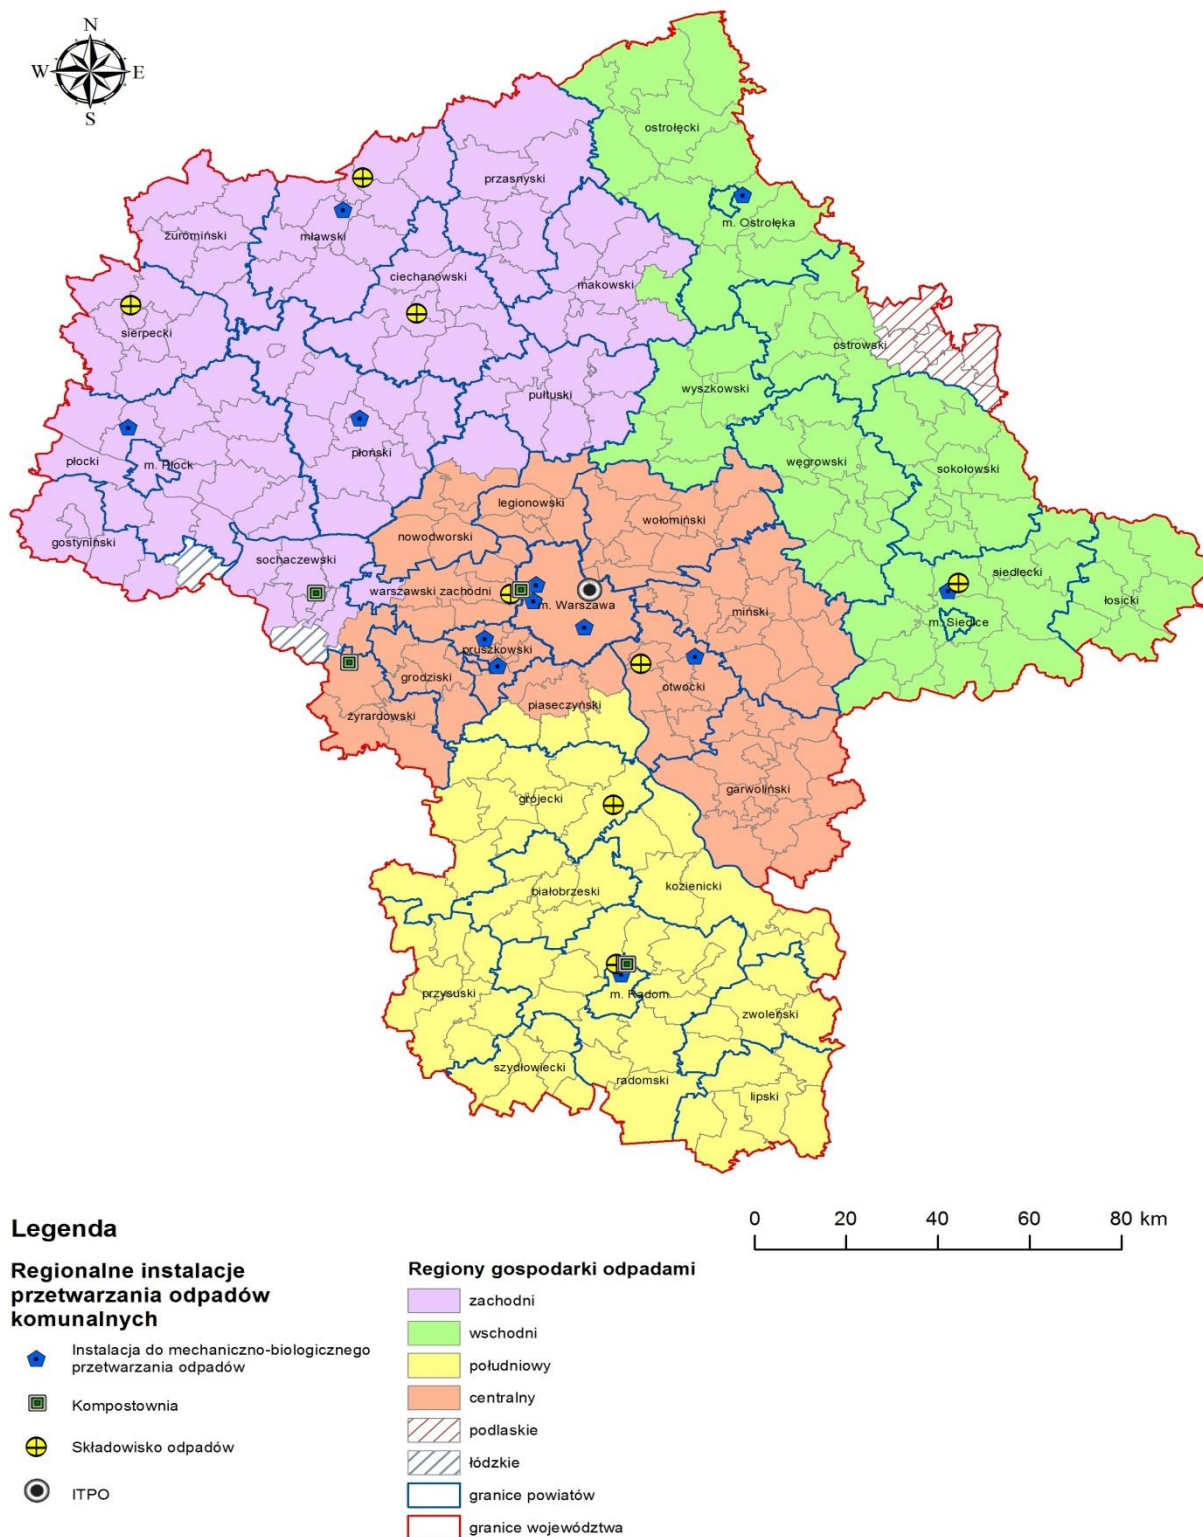 N
W
E
S
ostrołęcki
przasnyski
m. Ostrołęka
żuromiński
mławski
ciechanowski
makowski
sierpecki
ostrowski
wyszkowski
pułtuski
płocki
m. Płock
płoński
węgrowski
sokołowski
legionowski
wołomiński
gostyniński
nowodworski
sochaczewski
siedlecki
warszawski zachodni
m. Warszawa
miński
łosicki
m. Siedlce
pruszkowski
grodziski
otwocki
piaseczyński
żyrardowski
garwoliński
grójecki
białobrzeski
kozienicki
przysuski
m. Radom
zwoleński
szydłowiecki
radomski
lipski
0 20 40 60 80 km
Legenda
Regionalne instalacje
przetwarzania odpadów
komunalnych
Instalacja do mechaniczno-biologicznego
przetwarzania odpadów
Kompostownia
Składowisko odpadów
ITPO
Regiony gospodarki odpadami
zachodni
wschodni
południowy
centralny
podlaskie
łódzkie
granice powiatów
granice województwa